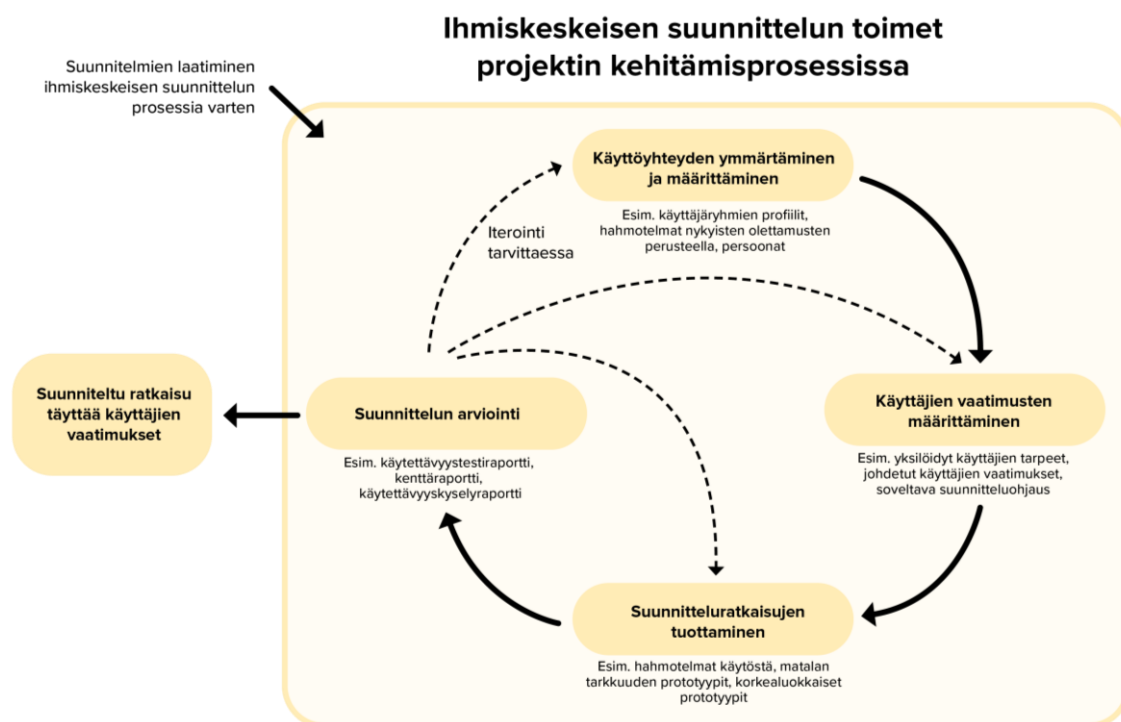 Ihmiskeskeisen suunnittelun toimet
projektin kehitämisprosessissa
Suunnitelmien laatiminen
ihmiskeskeisen suunnittelun
prosessia varten
Käyttöyhteyden ymmärtäminen
ja määrittäminen
Esim. käyttäjäryhmien profiilit,
hahmotelmat nykyisten olettamusten
perusteella, persoonat
Iterointi
tarvittaessa
Suunniteltu ratkaisu
täyttää käyttäjien
vaatimukset
Suunnittelun arviointi
Esim. käytettävyystestiraportti,
kenttäraportti,
käytettävyyskyselyraportti
Käyttäjien vaatimusten
määrittäminen
Esim. yksilöidyt käyttäjien tarpeet,
johdetut käyttäjien vaatimukset,
soveltava suunnitteluohjaus
Suunnitteluratkaisujen
tuottaminen
Esim. hahmotelmat käytöstä, matalan
tarkkuuden prototyypit, korkealuokkaiset
prototyypit